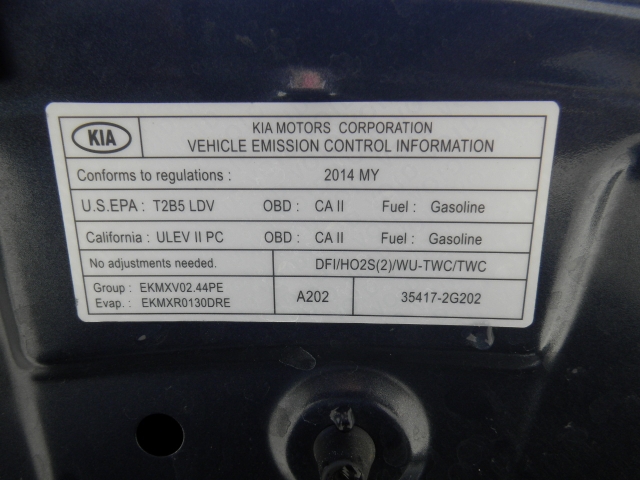 KIA
KIA MOTORS CORPORATION
VEHICLE EMISSION CONTROL INFORMATION
Conforms to regulations : 2014 MY
U.S.EPA : T2B5 LDV OBD : CA II Fuel : Gasoline
California : ULEV II PC OBD : CA II Fuel : Gasoline
No adjustments needed. DFI/HO2S(2)/WU-TWC/TWC
Group : EKMXV02.44PE
Evap. : EKMXR0130DRE
A202 35417-2G202